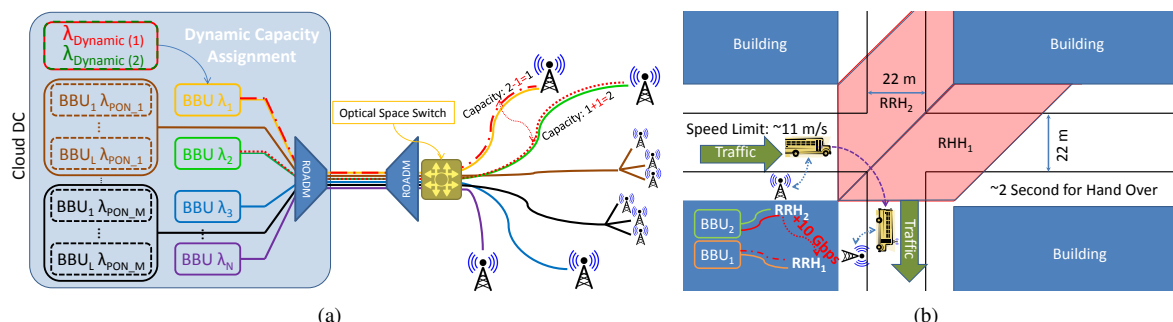 Cloud DC
λDynamic (1)
λDynamic (2)
Dynamic Capacity
Assignment
BBU1 λPON_1
BBUL λPON_1
BBU1 λPON_M
BBUL λPON_M
BBU λ1
BBU λ2
BBU λ3
BBU λN
ROADM
ROADM
Optical Space Switch
Capacity: 2-1=1
Capacity: 1+1=2
(a)
Building
Building
22 m
RRH2
Speed Limit: ~11 m/s
Traffic
RHH1
22 m
~2 Second for Hand Over
BBU2
BBU1
RRH2
+10 Gbps
RRH1
Traffic
Building
(b)